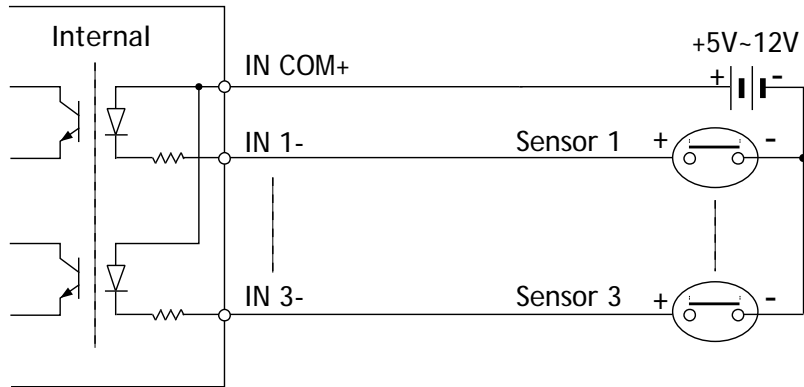 Internal
+5V~12V
IN COM+
+ -
IN 1-
Sensor 1
+ -
IN 3-
Sensor 3
+ -